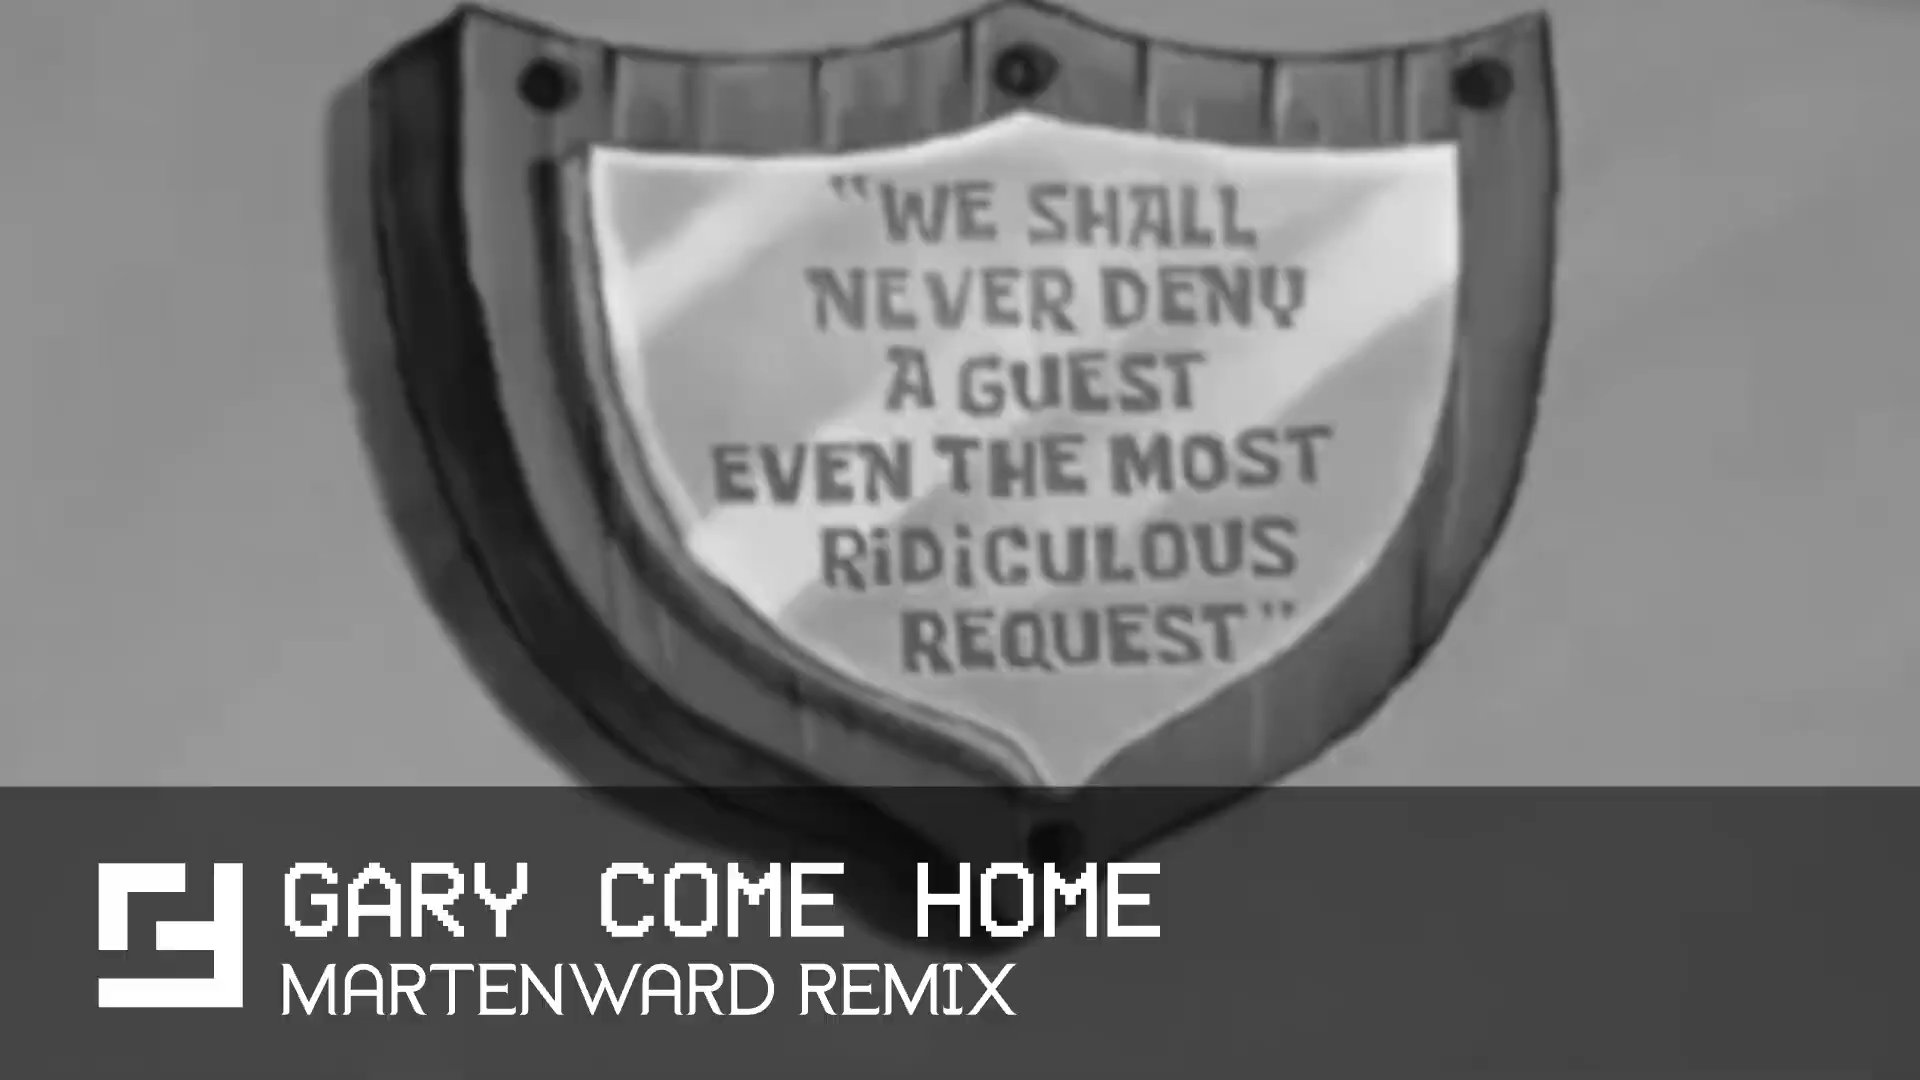 "WE SHALL
NEVER DENY
A GUEST
EVEN THE MOST
RiDiCULOUS
REQUEST"
GARY COME HOME
MARTENWARD REMIX